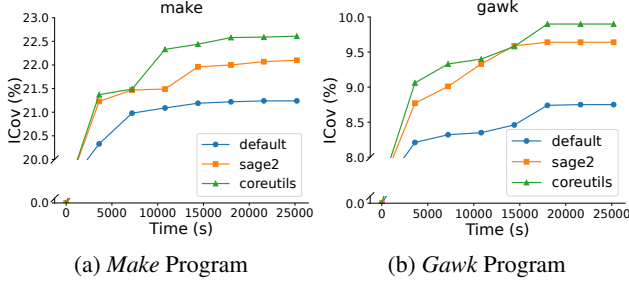 make
ICov (%)
23.0
22.5
22.0
21.5
21.0
20.5
20.0
0.0
0 5000 10000 15000 20000 25000
Time (s)
default
sage2
coreutils
(a) Make Program
gawk
ICov (%)
10.0
9.5
9.0
8.5
8.0
0.0
0 5000 10000 15000 20000 25000
Time (s)
default
sage2
coreutils
(b) Gawk Program